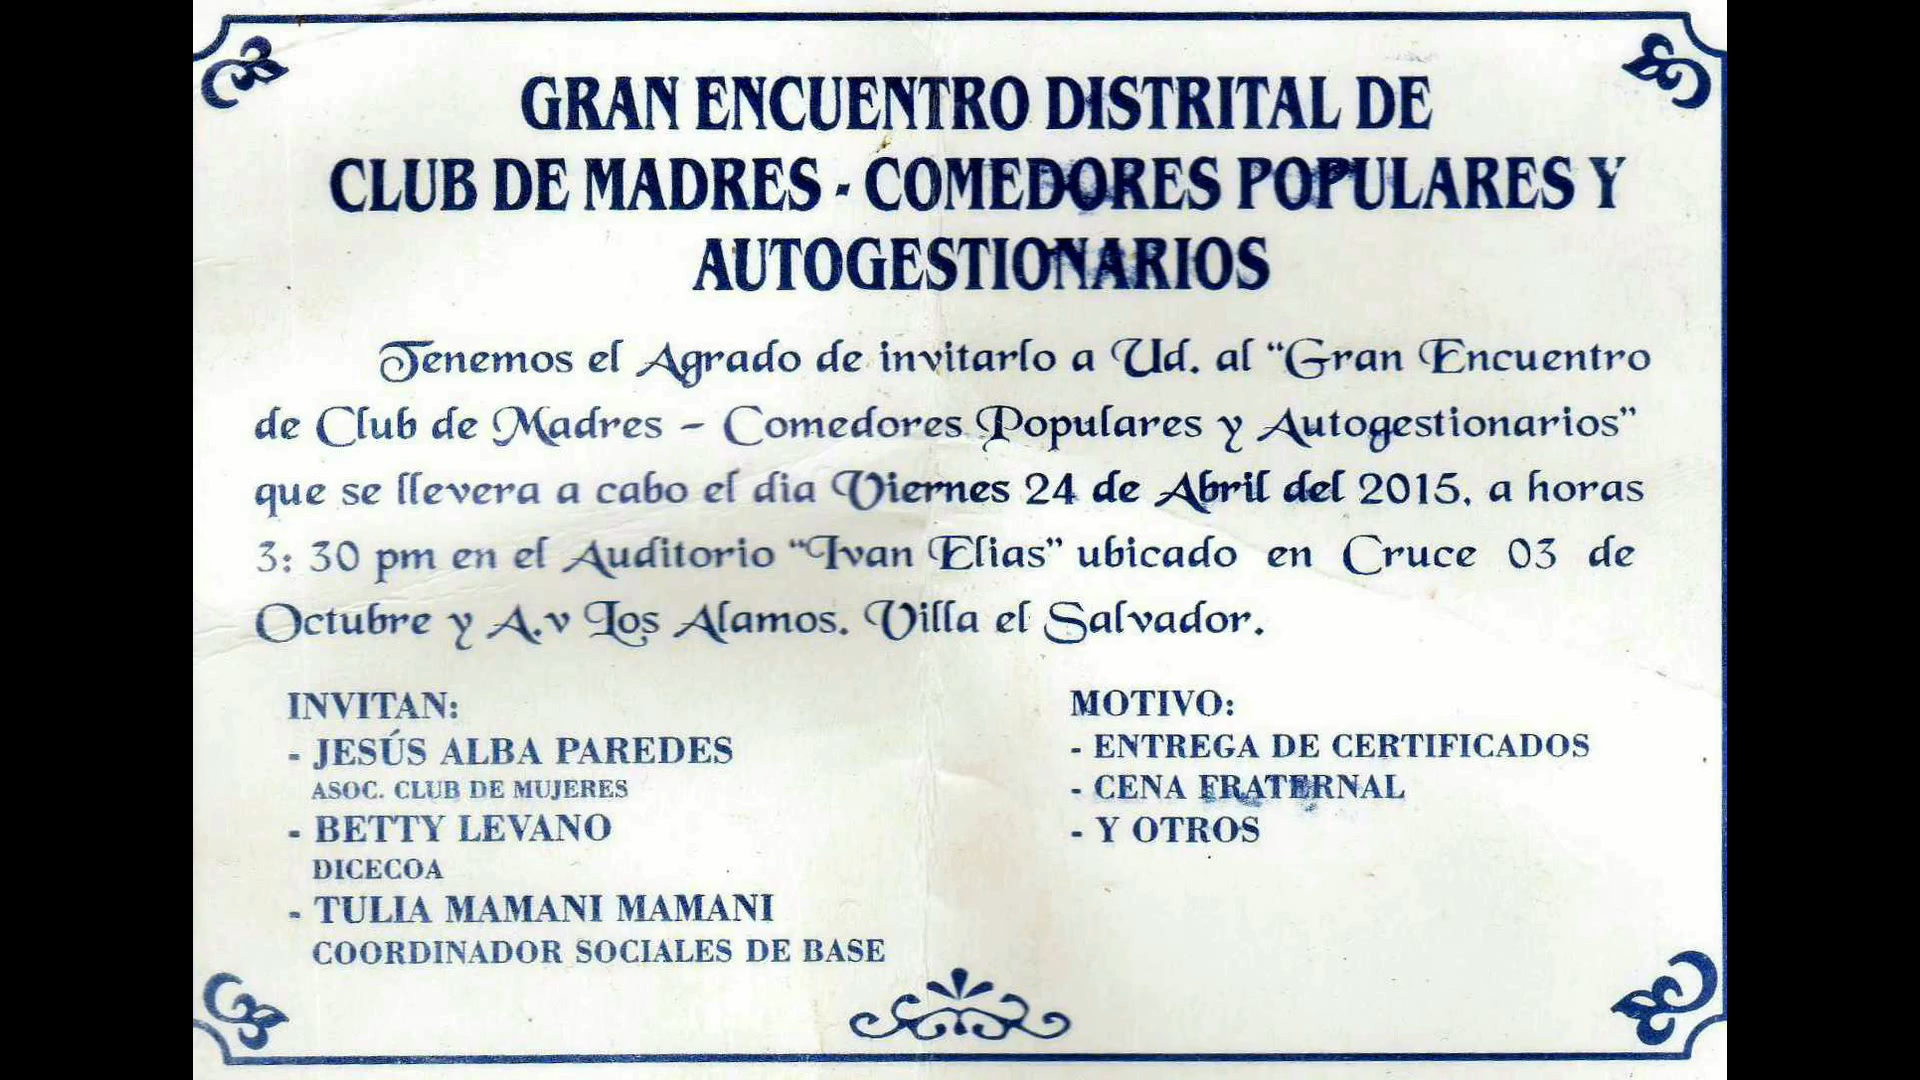 GRAN ENCUENTRO DISTRITAL DE
CLUB DE MADRES - COMEDORES POPULARES Y
AUTOGESTIONARIOS
Tenemos el Agrado de invitarlo a Ud. al “Gran Encuentro
de Club de Madres – Comedores Populares y Autogestionarios”
que se llevera a cabo el dia Viernes 24 de Abril del 2015, a horas
3: 30 pm en el Auditorio “Ivan Elias” ubicado en Cruce 03 de
Octubre y A.v Los Alamos. Villa el Salvador.
INVITAN:
- JESÚS ALBA PAREDES
ASOC. CLUB DE MUJERES
- BETTY LEVANO
DICECOA
- TULIA MAMANI MAMANI
COORDINADOR SOCIALES DE BASE
MOTIVO:
- ENTREGA DE CERTIFICADOS
- CENA FRATERNAL
- Y OTROS